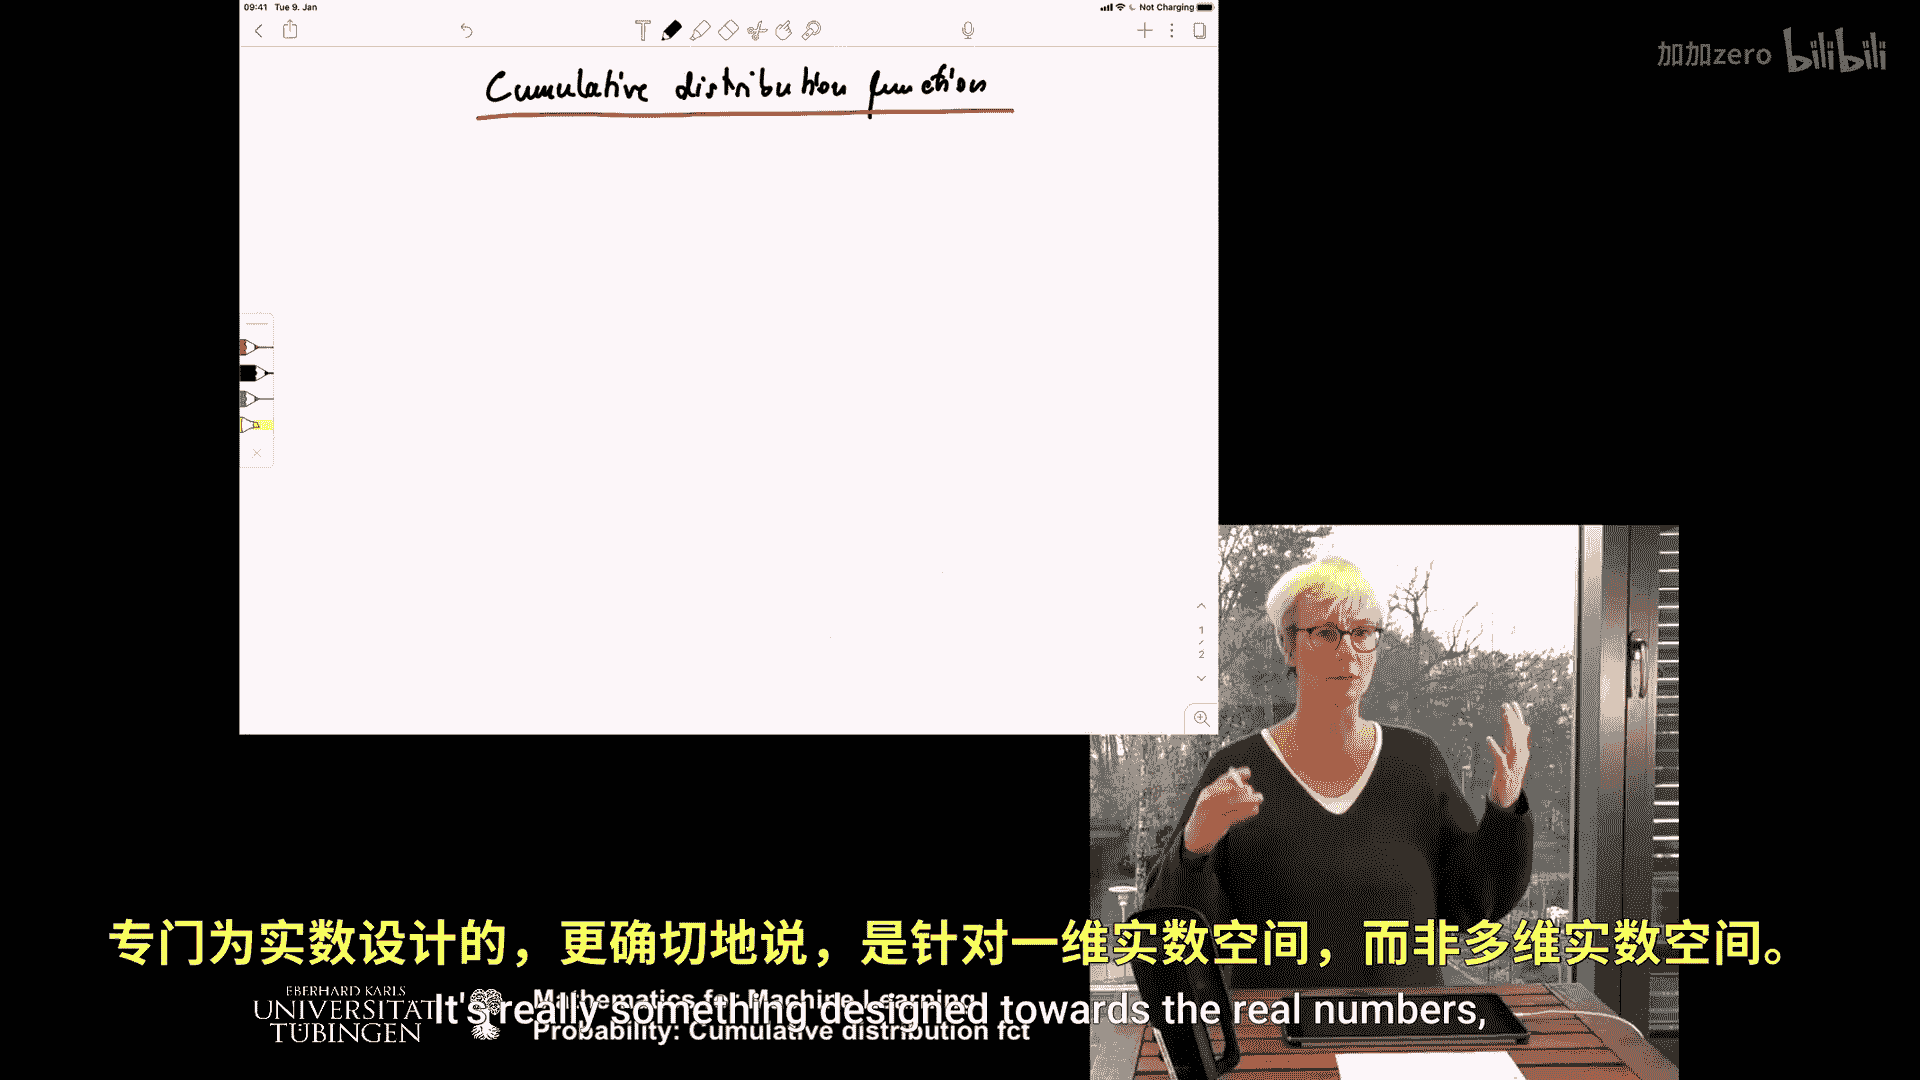 09:41 Tue 9. Jan
Not Charging
加加zero bilibili
Cumulative distribution function
1
2
专门为实数设计的，更确切地说，是针对一维实数空间，而非多维实数空间。
It's really something designed towards the real numbers,
EBERHARD KARLS
UNIVERSITÄT
TÜBINGEN
Mathematics for Machine Learning
Probability: Cumulative distribution fct